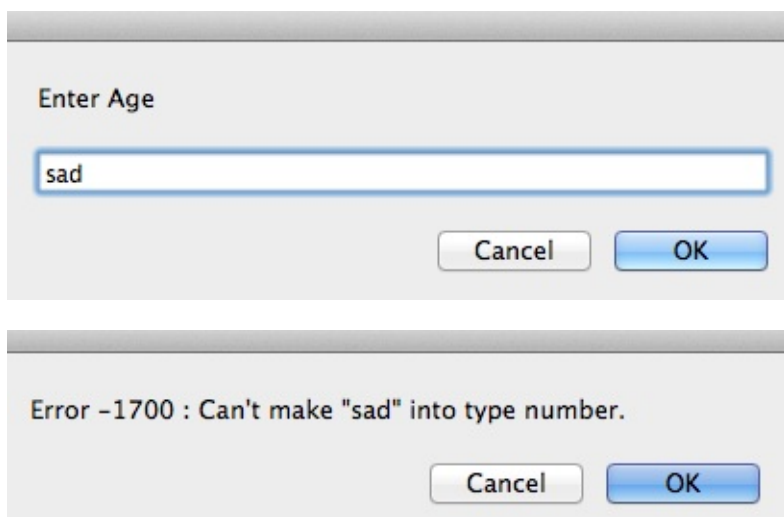 Enter Age
sad
Cancel OK
Error -1700 : Can't make "sad" into type number.
Cancel OK